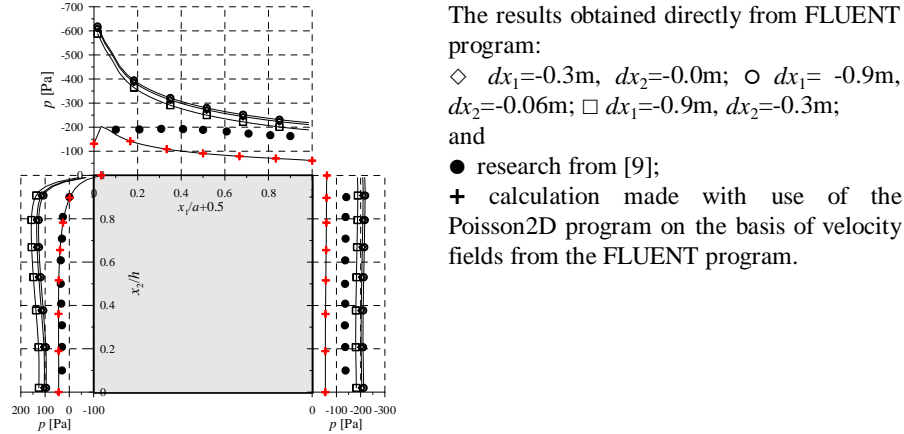 -700
-600
-500
p [Pa]
-400
-300
-200
-100
0
0 0.2 0.4 0.6 0.8
x1/a+0.5
0.8
x2/h
0.4
0.2
0
200 100 0 -100
p [Pa]
0 -100 -200 -300
p [Pa]
The results obtained directly from FLUENT
program:
◇ dx1=-0.3m, dx2=-0.0m; ○ dx1= -0.9m,
dx2=-0.06m; □ dx1=-0.9m, dx2=-0.3m;
and
● research from [9];
+ calculation made with use of the
Poisson2D program on the basis of velocity
fields from the FLUENT program.